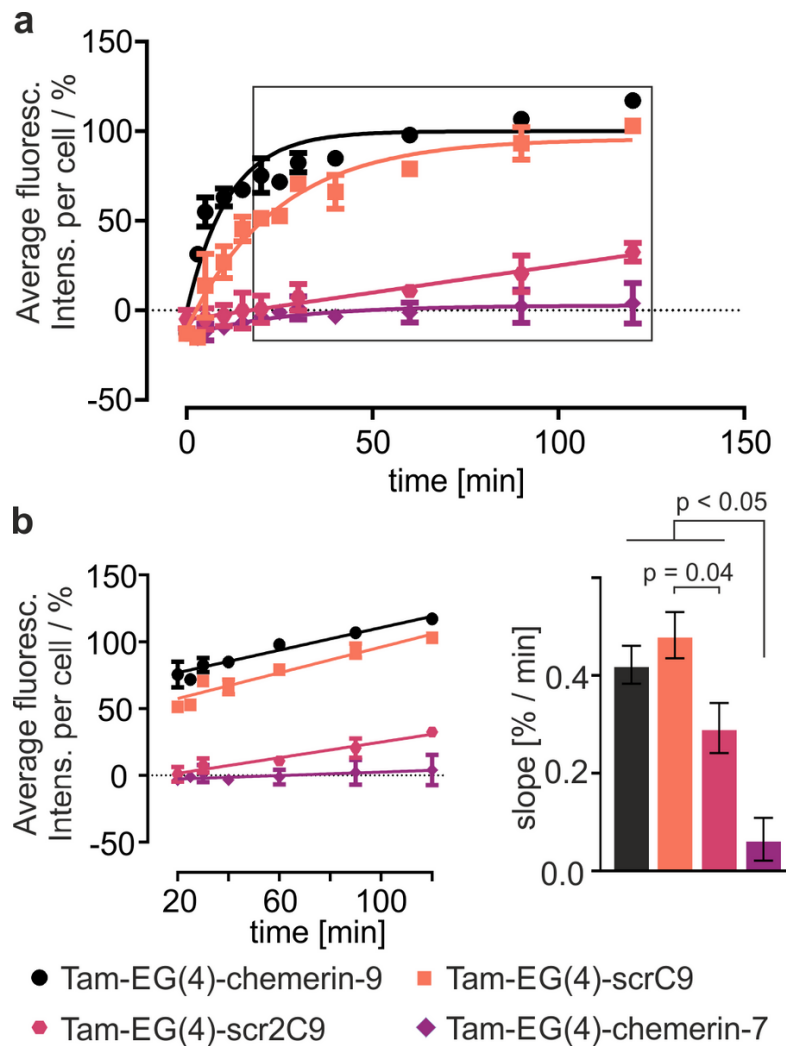 a
Average fluoresc.
Intens. per cell / %
150
100
50
0
-50
0 50 100 150
time [min]
b
Average fluoresc.
Intens. per cell / %
150
100
50
0
-50
20 60 100
time [min]
p < 0.05
p = 0.04
slope [% / min]
0.4
0.2
0.0
Tam-EG(4)-chemerin-9 Tam-EG(4)-scrC9
Tam-EG(4)-scr2C9 Tam-EG(4)-chemerin-7